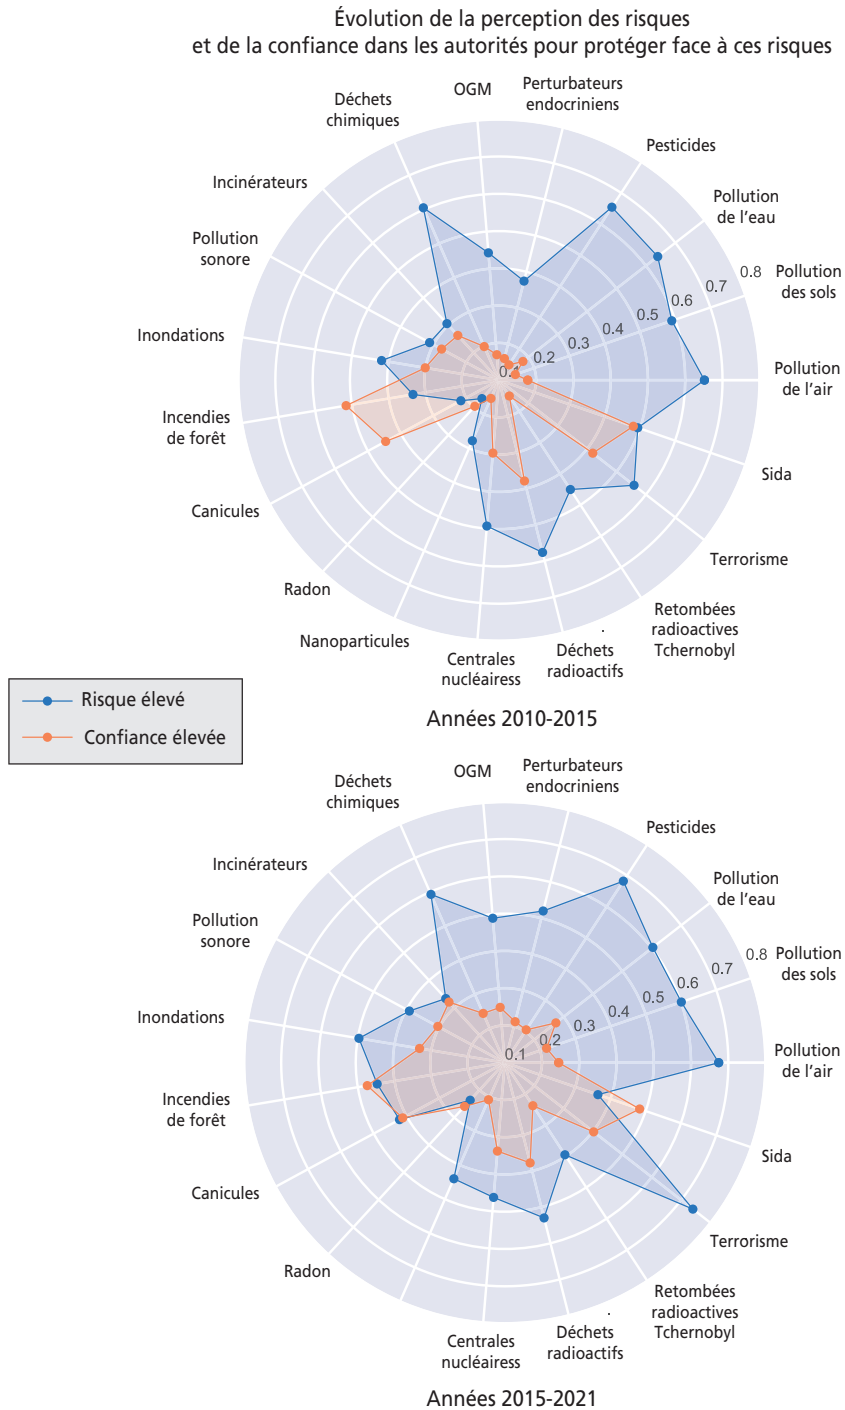 Évolution de la perception des risques
et de la confiance dans les autorités pour protéger face à ces risques
OGM
Perturbateurs
endocriniens
Déchets
chimiques
Pesticides
Incinérateurs
Pollution
de l'eau
Pollution
sonore
Pollution
des sols
0.8
0.7
0.6
0.5
0.4
0.3
0.2
0.1
Inondations
Pollution
de l'air
Incendies
de forêt
Sida
Canicules
Terrorisme
Radon
Retombées
radioactives
Tchernobyl
Nanoparticules
Centrales
nucléairess
Déchets
radioactifs
Risque élevé
Confiance élevée
Années 2010-2015
OGM
Perturbateurs
endocriniens
Déchets
chimiques
Pesticides
Incinérateurs
Pollution
de l'eau
Pollution
sonore
Pollution
des sols
0.8
0.7
0.6
0.5
0.4
0.3
0.2
0.1
Inondations
Pollution
de l'air
Incendies
de forêt
Sida
Canicules
Terrorisme
Radon
Retombées
radioactives
Tchernobyl
Centrales
nucléairess
Déchets
radioactifs
Années 2015-2021